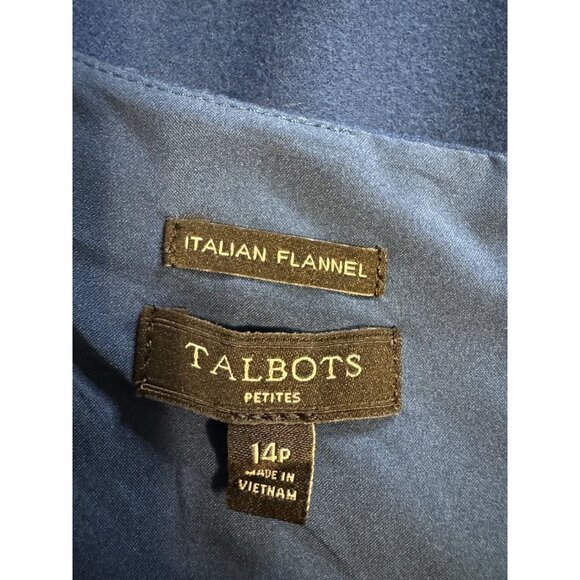 ITALIAN FLANNEL
TALBOTS
PETITES
14P
MADE IN
VIETNAM